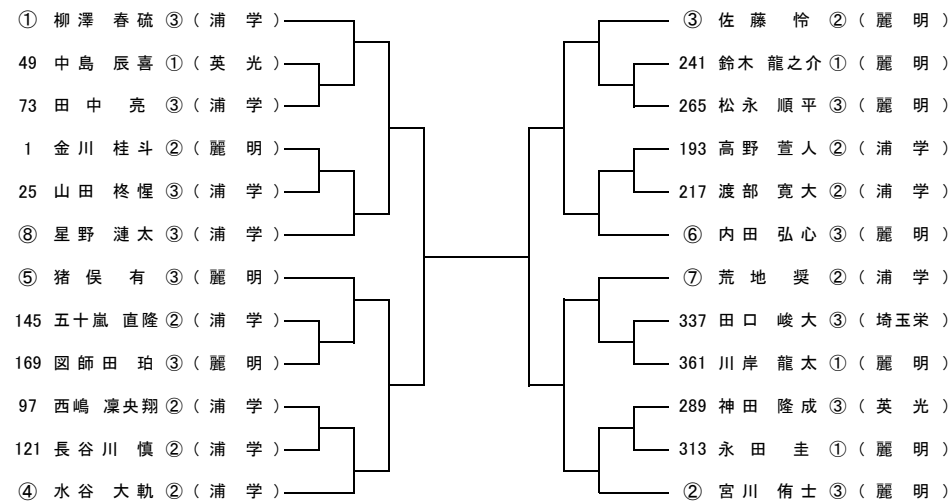 ① 柳澤 春硫 ③ ( 浦 学 )
49 中島 辰喜 ① ( 英 光 )
73 田中 亮 ③ ( 浦 学 )
1 金川 桂斗 ② ( 麗 明 )
25 山田 柊惺 ③ ( 浦 学 )
⑧ 星野 漣太 ③ ( 浦 学 )
⑤ 猪俣 有 ③ ( 麗 明 )
145 五十嵐 直隆 ② ( 浦 学 )
169 図師田 珀 ③ ( 麗 明 )
97 西嶋 凜央翔 ② ( 浦 学 )
121 長谷川 慎 ② ( 浦 学 )
④ 水谷 大軌 ② ( 浦 学 )
③ 佐藤 怜 ② ( 麗 明 )
241 鈴木 龍之介 ① ( 麗 明 )
265 松永 順平 ③ ( 麗 明 )
193 高野 萱人 ② ( 浦 学 )
217 渡部 寛大 ② ( 浦 学 )
⑥ 内田 弘心 ③ ( 麗 明 )
⑦ 荒地 奨 ② ( 浦 学 )
337 田口 峻大 ③ ( 埼玉栄 )
361 川岸 龍太 ① ( 麗 明 )
289 神田 隆成 ③ ( 英 光 )
313 永田 圭 ① ( 麗 明 )
② 宮川 侑士 ③ ( 麗 明 )